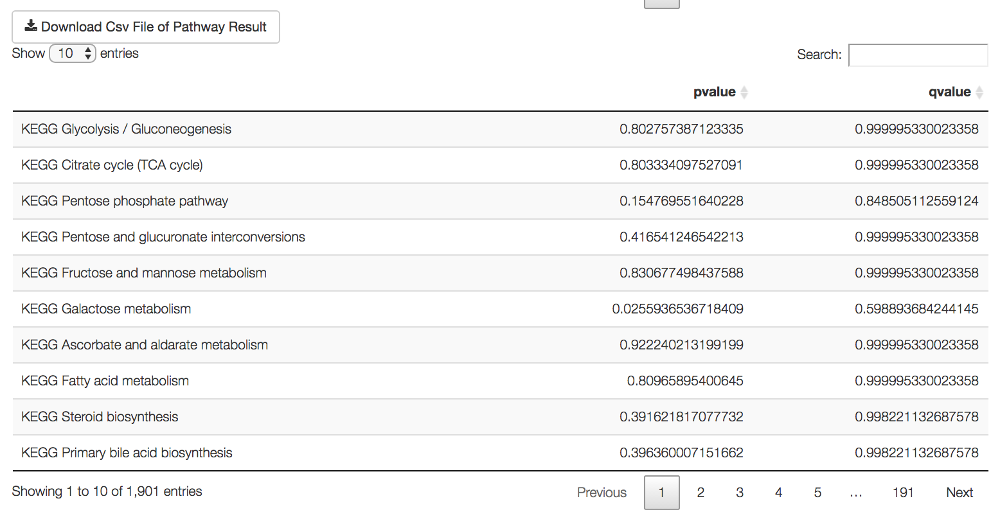 Download Csv File of Pathway Result
Show 10 entries
Search:
pvalue qvalue
KEGG Glycolysis / Gluconeogenesis 0.802757387123335 0.999995330023358
KEGG Citrate cycle (TCA cycle) 0.803334097527091 0.999995330023358
KEGG Pentose phosphate pathway 0.154769551640228 0.848505112559124
KEGG Pentose and glucuronate interconversions 0.416541246542213 0.999995330023358
KEGG Fructose and mannose metabolism 0.830677498437588 0.999995330023358
KEGG Galactose metabolism 0.0255936536718409 0.598893684244145
KEGG Ascorbate and aldarate metabolism 0.922240213199199 0.999995330023358
KEGG Fatty acid metabolism 0.80965895400645 0.999995330023358
KEGG Steroid biosynthesis 0.391621817077732 0.998221132687578
KEGG Primary bile acid biosynthesis 0.396360007151662 0.998221132687578
Showing 1 to 10 of 1,901 entries
Previous 1 2 3 4 5 … 191 Next